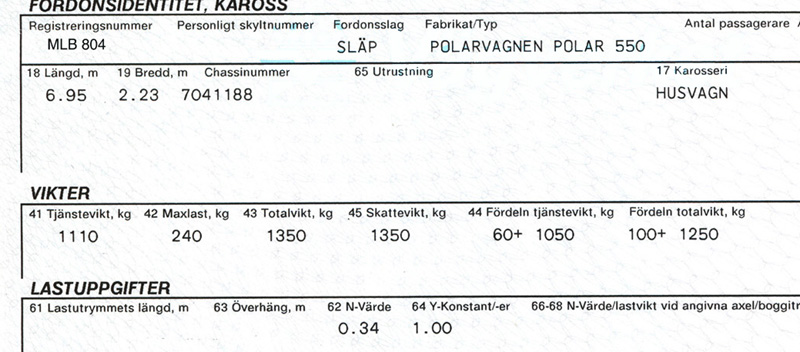 FORDONSIDENTITET, KAROSS
Registreringsnummer Personligt skyltnummer Fordonsslag Fabrikat/Typ Antal passagerare
MLB 804 SLÄP POLARVAGNEN POLAR 550
18 Längd, m 19 Bredd, m Chassinummer 65 Utrustning 17 Karosseri
6.95 2.23 7041188 HUSVAGN
VIKTER
41 Tjänstevikt, kg 42 Maxlast, kg 43 Totalvikt, kg 45 Skattevikt, kg 44 Fördeln tjänstevikt, kg Fördeln totalvikt, kg
1110 240 1350 1350 60+ 1050 100+ 1250
LASTUPPGIFTER
61 Lastutrymmets längd, m 63 Överhäng, m 62 N-Värde 64 Y-Konstant/-er 66-68 N-Värde/lastvikt vid angivna axel/boggitr
0.34 1.00